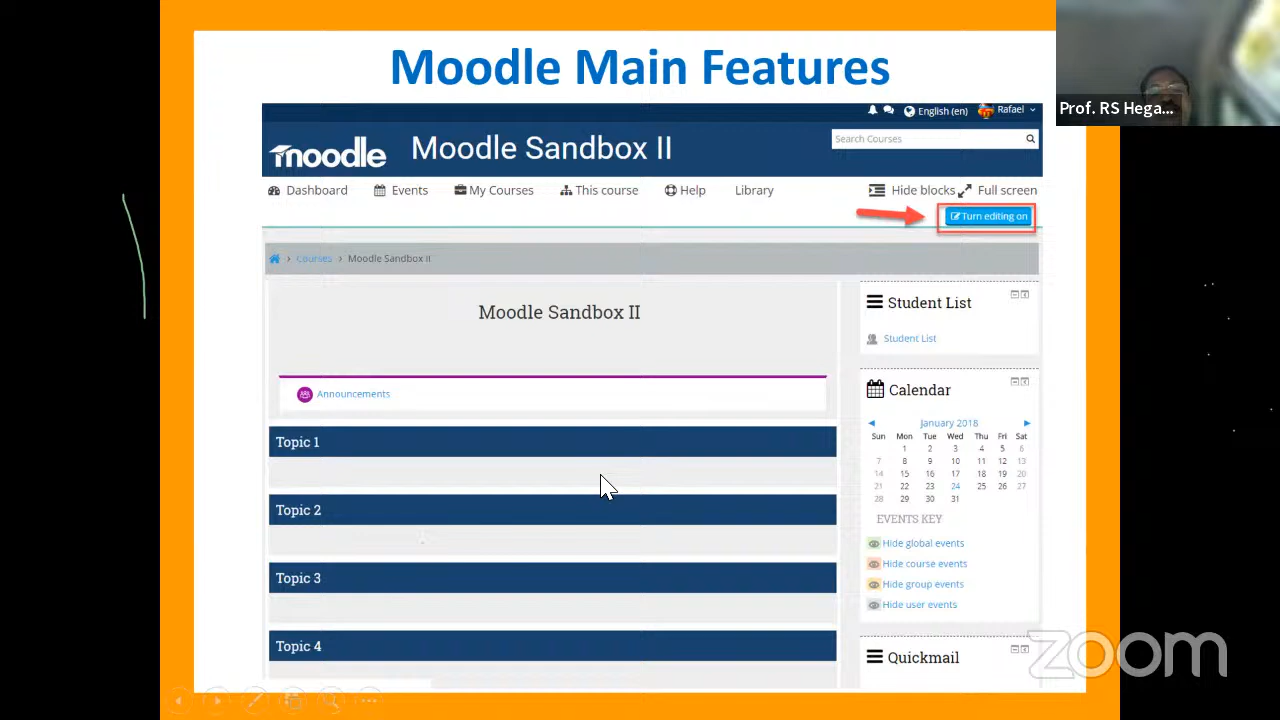 Moodle Main Features
Prof. RS Hega...
English (en) Rafael
moodle Moodle Sandbox II
Search Courses
Dashboard Events My Courses This course Help Library Hide blocks Full screen
Turn editing on
Courses › Moodle Sandbox II
Moodle Sandbox II
Announcements
Topic 1
Topic 2
Topic 3
Topic 4
Student List
Student List
Calendar
January 2018
Sun Mon Tue Wed Thu Fri Sat
1 2 3 4 5 6
7 8 9 10 11 12 13
14 15 16 17 18 19 20
21 22 23 24 25 26 27
28 29 30 31
EVENTS KEY
Hide global events
Hide course events
Hide group events
Hide user events
Quickmail
zoom